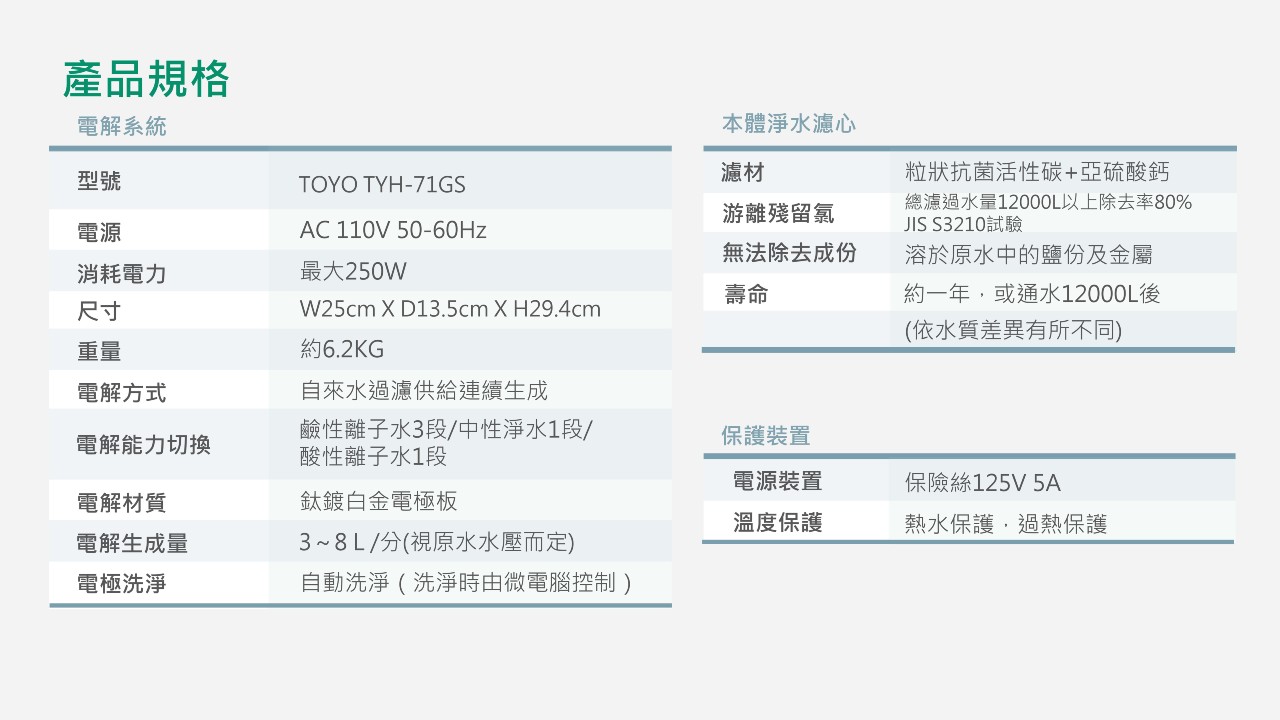 產品規格
電解系統
型號 TOYO TYH-71GS
電源 AC 110V 50-60Hz
消耗電力 最大250W
尺寸 W25cm X D13.5cm X H29.4cm
重量 約6.2KG
電解方式 自來水過濾供給連續生成
電解能力切換 鹼性離子水3段/中性淨水1段/
酸性離子水1段
電解材質 鈦鍍白金電極板
電解生成量 3~8 L /分(視原水水壓而定)
電極洗淨 自動洗淨 ( 洗淨時由微電腦控制 )
本體淨水濾心
濾材 粒狀抗菌活性碳+亞硫酸鈣
游離殘留氯 總濾過水量12000L以上除去率80%
JIS S3210試驗
無法除去成份 溶於原水中的鹽份及金屬
壽命 約一年，或通水12000L後
(依水質差異有所不同)
保護裝置
電源裝置 保險絲125V 5A
溫度保護 熱水保護，過熱保護